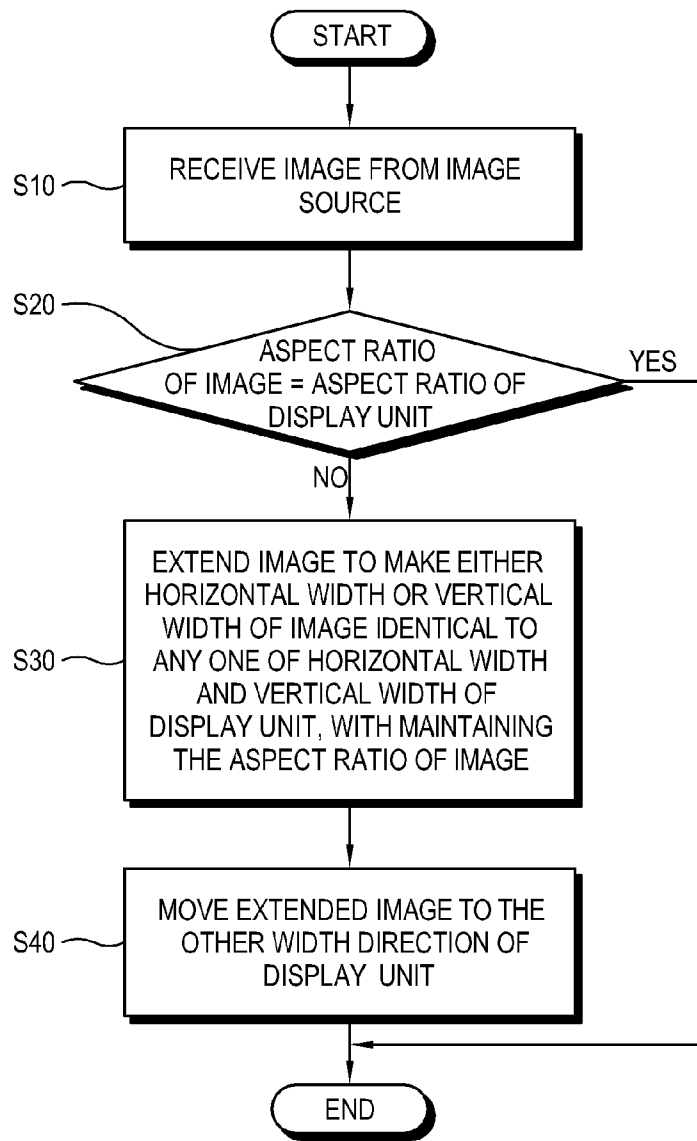 START
S10
RECEIVE IMAGE FROM IMAGE
SOURCE
S20
ASPECT RATIO
OF IMAGE = ASPECT RATIO OF
DISPLAY UNIT
YES
NO
S30
EXTEND IMAGE TO MAKE EITHER
HORIZONTAL WIDTH OR VERTICAL
WIDTH OF IMAGE IDENTICAL TO
ANY ONE OF HORIZONTAL WIDTH
AND VERTICAL WIDTH OF
DISPLAY UNIT, WITH MAINTAINING
THE ASPECT RATIO OF IMAGE
S40
MOVE EXTENDED IMAGE TO THE
OTHER WIDTH DIRECTION OF
DISPLAY UNIT
END